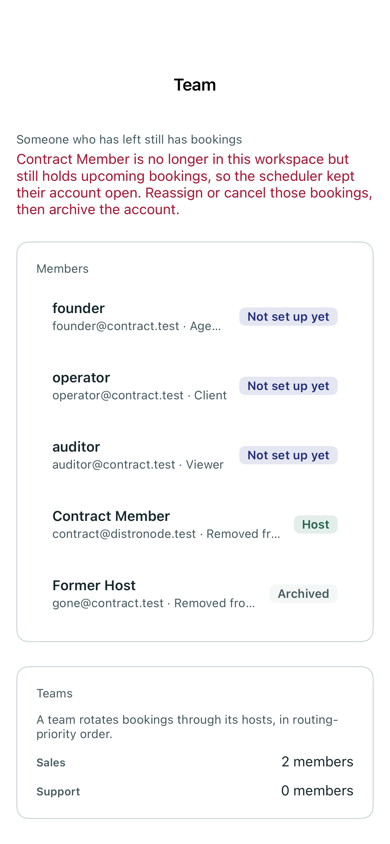 Team
Someone who has left still has bookings
Contract Member is no longer in this workspace but
still holds upcoming bookings, so the scheduler kept
their account open. Reassign or cancel those bookings,
then archive the account.
Members
founder
founder@contract.test · Age...
Not set up yet
operator
operator@contract.test · Client
Not set up yet
auditor
auditor@contract.test · Viewer
Not set up yet
Contract Member
contract@distronode.test · Removed fr...
Host
Former Host
gone@contract.test · Removed fro...
Archived
Teams
A team rotates bookings through its hosts, in routing-
priority order.
Sales
2 members
Support
0 members